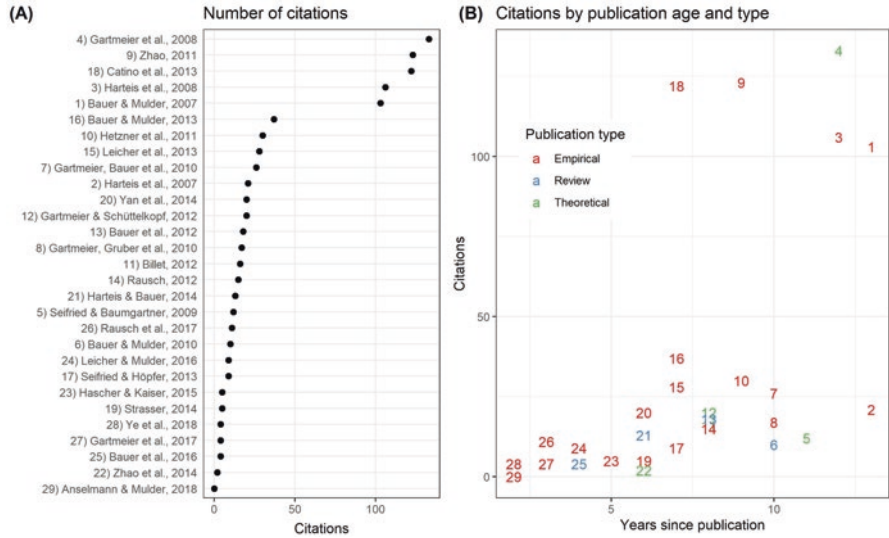 (A)
Number of citations
4) Gartmeier et al., 2008
9) Zhao, 2011
18) Catino et al., 2013
3) Harteis et al., 2008
1) Bauer & Mulder, 2007
16) Bauer & Mulder, 2013
10) Hetzner et al., 2011
15) Leicher et al., 2013
7) Gartmeier, Bauer et al., 2010
2) Harteis et al., 2007
20) Yan et al., 2014
12) Gartmeier & Schüttelkopf, 2012
13) Bauer et al., 2012
8) Gartmeier, Gruber et al., 2010
11) Billet, 2012
14) Rausch, 2012
21) Harteis & Bauer, 2014
5) Seifried & Baumgartner, 2009
26) Rausch et al., 2017
6) Bauer & Mulder, 2010
24) Leicher & Mulder, 2016
17) Seifried & Höpfer, 2013
23) Hascher & Kaiser, 2015
19) Strasser, 2014
28) Ye et al., 2018
27) Gartmeier et al., 2017
25) Bauer et al., 2016
22) Zhao et al., 2014
29) Anselmann & Mulder, 2018
0 50 100
Citations
(B)
Citations by publication age and type
4
18 9
3
1
Publication type
a Empirical
a Review
a Theoretical
100
50
0
Citations
16
15 10 7
20 12 2
13
21 14 8
26 5
24 17 6
28 27 25 23 19
29 22
5 10
Years since publication